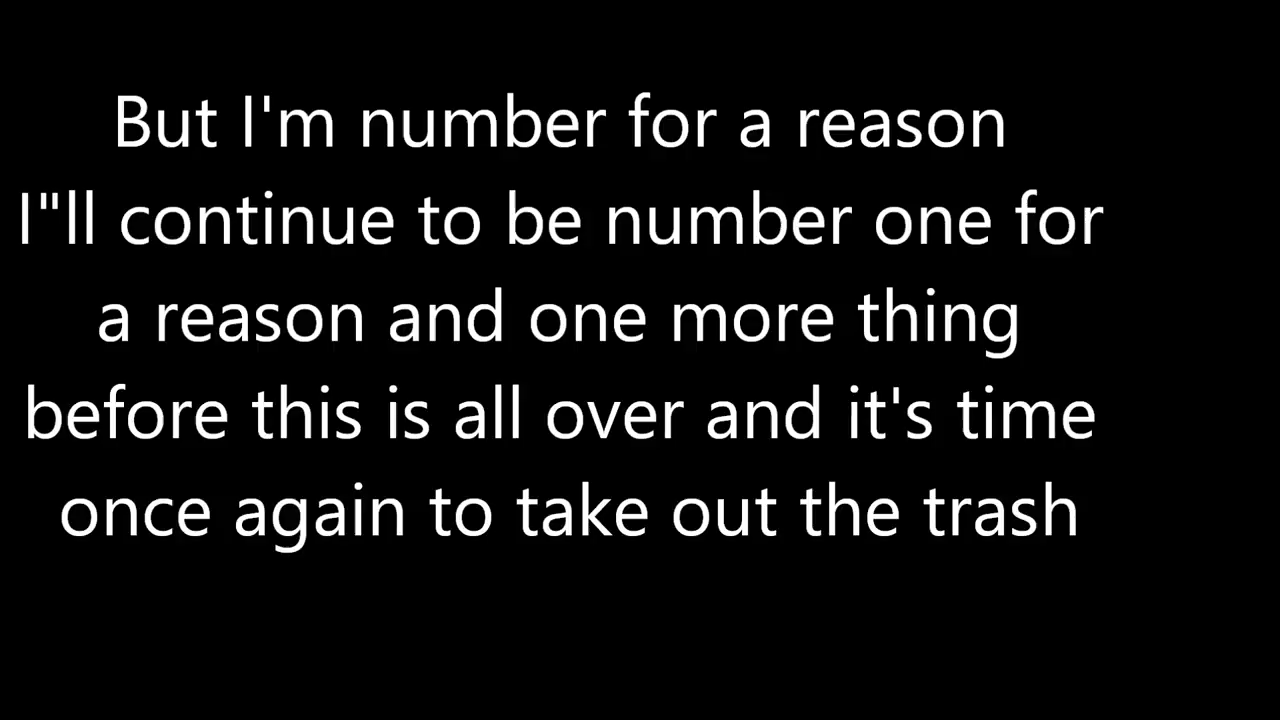 But I'm number for a reason
I"ll continue to be number one for
a reason and one more thing
before this is all over and it's time
once again to take out the trash